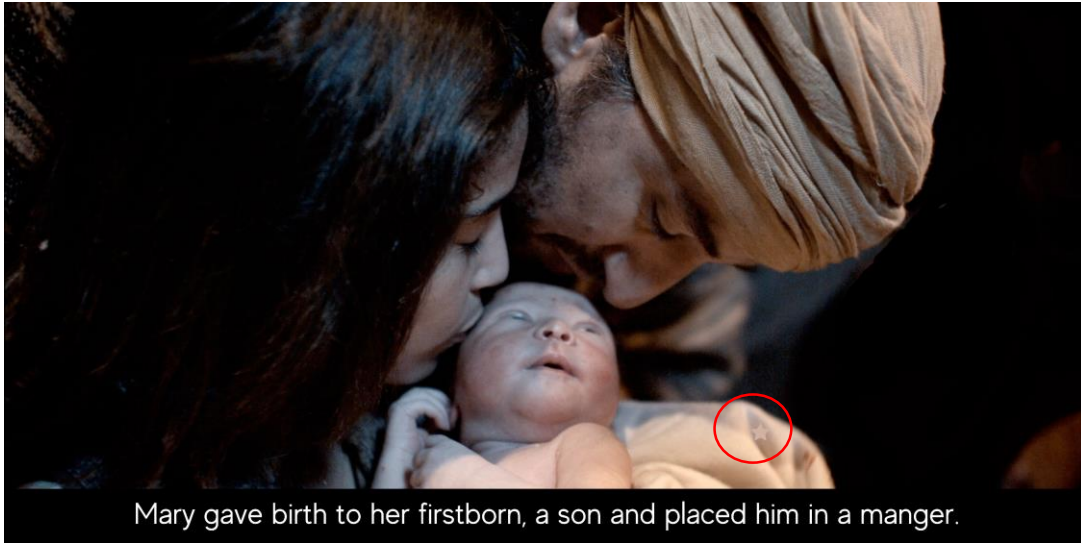 Mary gave birth to her firstborn, a son and placed him in a manger.